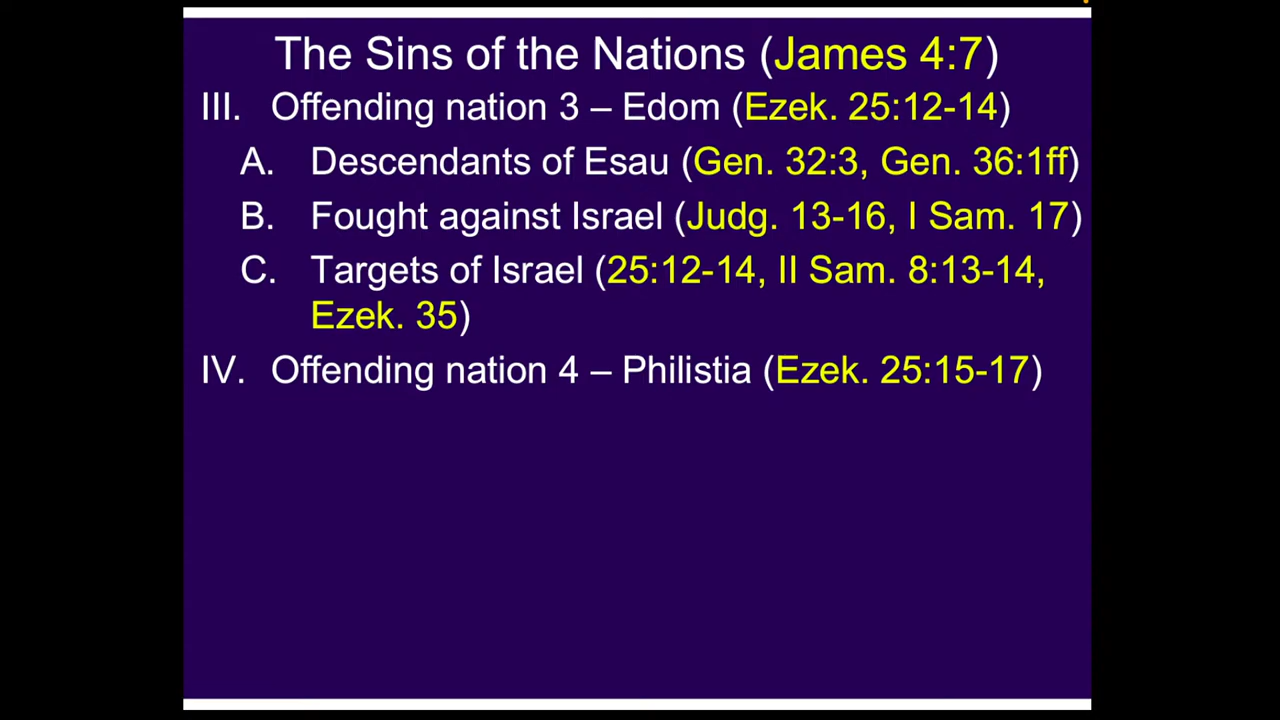 The Sins of the Nations (James 4:7)
III. Offending nation 3 – Edom (Ezek. 25:12-14)
A. Descendants of Esau (Gen. 32:3, Gen. 36:1ff)
B. Fought against Israel (Judg. 13-16, I Sam. 17)
C. Targets of Israel (25:12-14, II Sam. 8:13-14,
Ezek. 35)
IV. Offending nation 4 – Philistia (Ezek. 25:15-17)